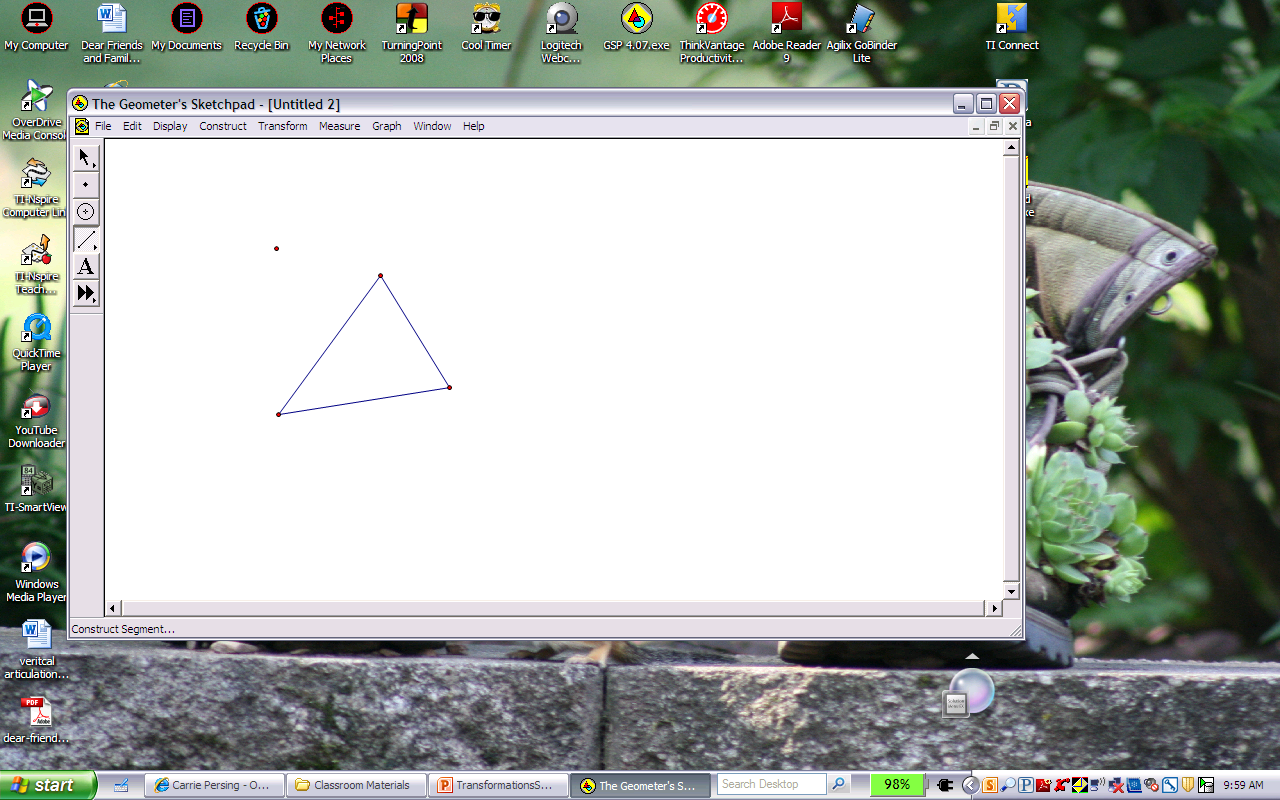 My Computer
Dear Friends and Famil...
My Documents
Recycle Bin
My Network Places
TurningPoint 2008
Cool Timer
Logitech Webc...
GSP 4.07.exe
ThinkVantage Productivit...
Adobe Reader 9
Agilix GoBinder Lite
TI Connect
OverDrive Media Consol
TI-Nspire Computer Lin
TI-Nspire Teach...
QuickTime Player
YouTube Downloader
84
TI-SmartView
Windows Media Player
veritcal articulation...
PDF
Adobe
dear-friend...
The Geometer's Sketchpad - [Untitled 2]
File Edit Display Construct Transform Measure Graph Window Help
A
Construct Segment...
start
Carrie Persing - O...
Classroom Materials
TransformationsS...
The Geometer's S...
Search Desktop
98%
9:59 AM